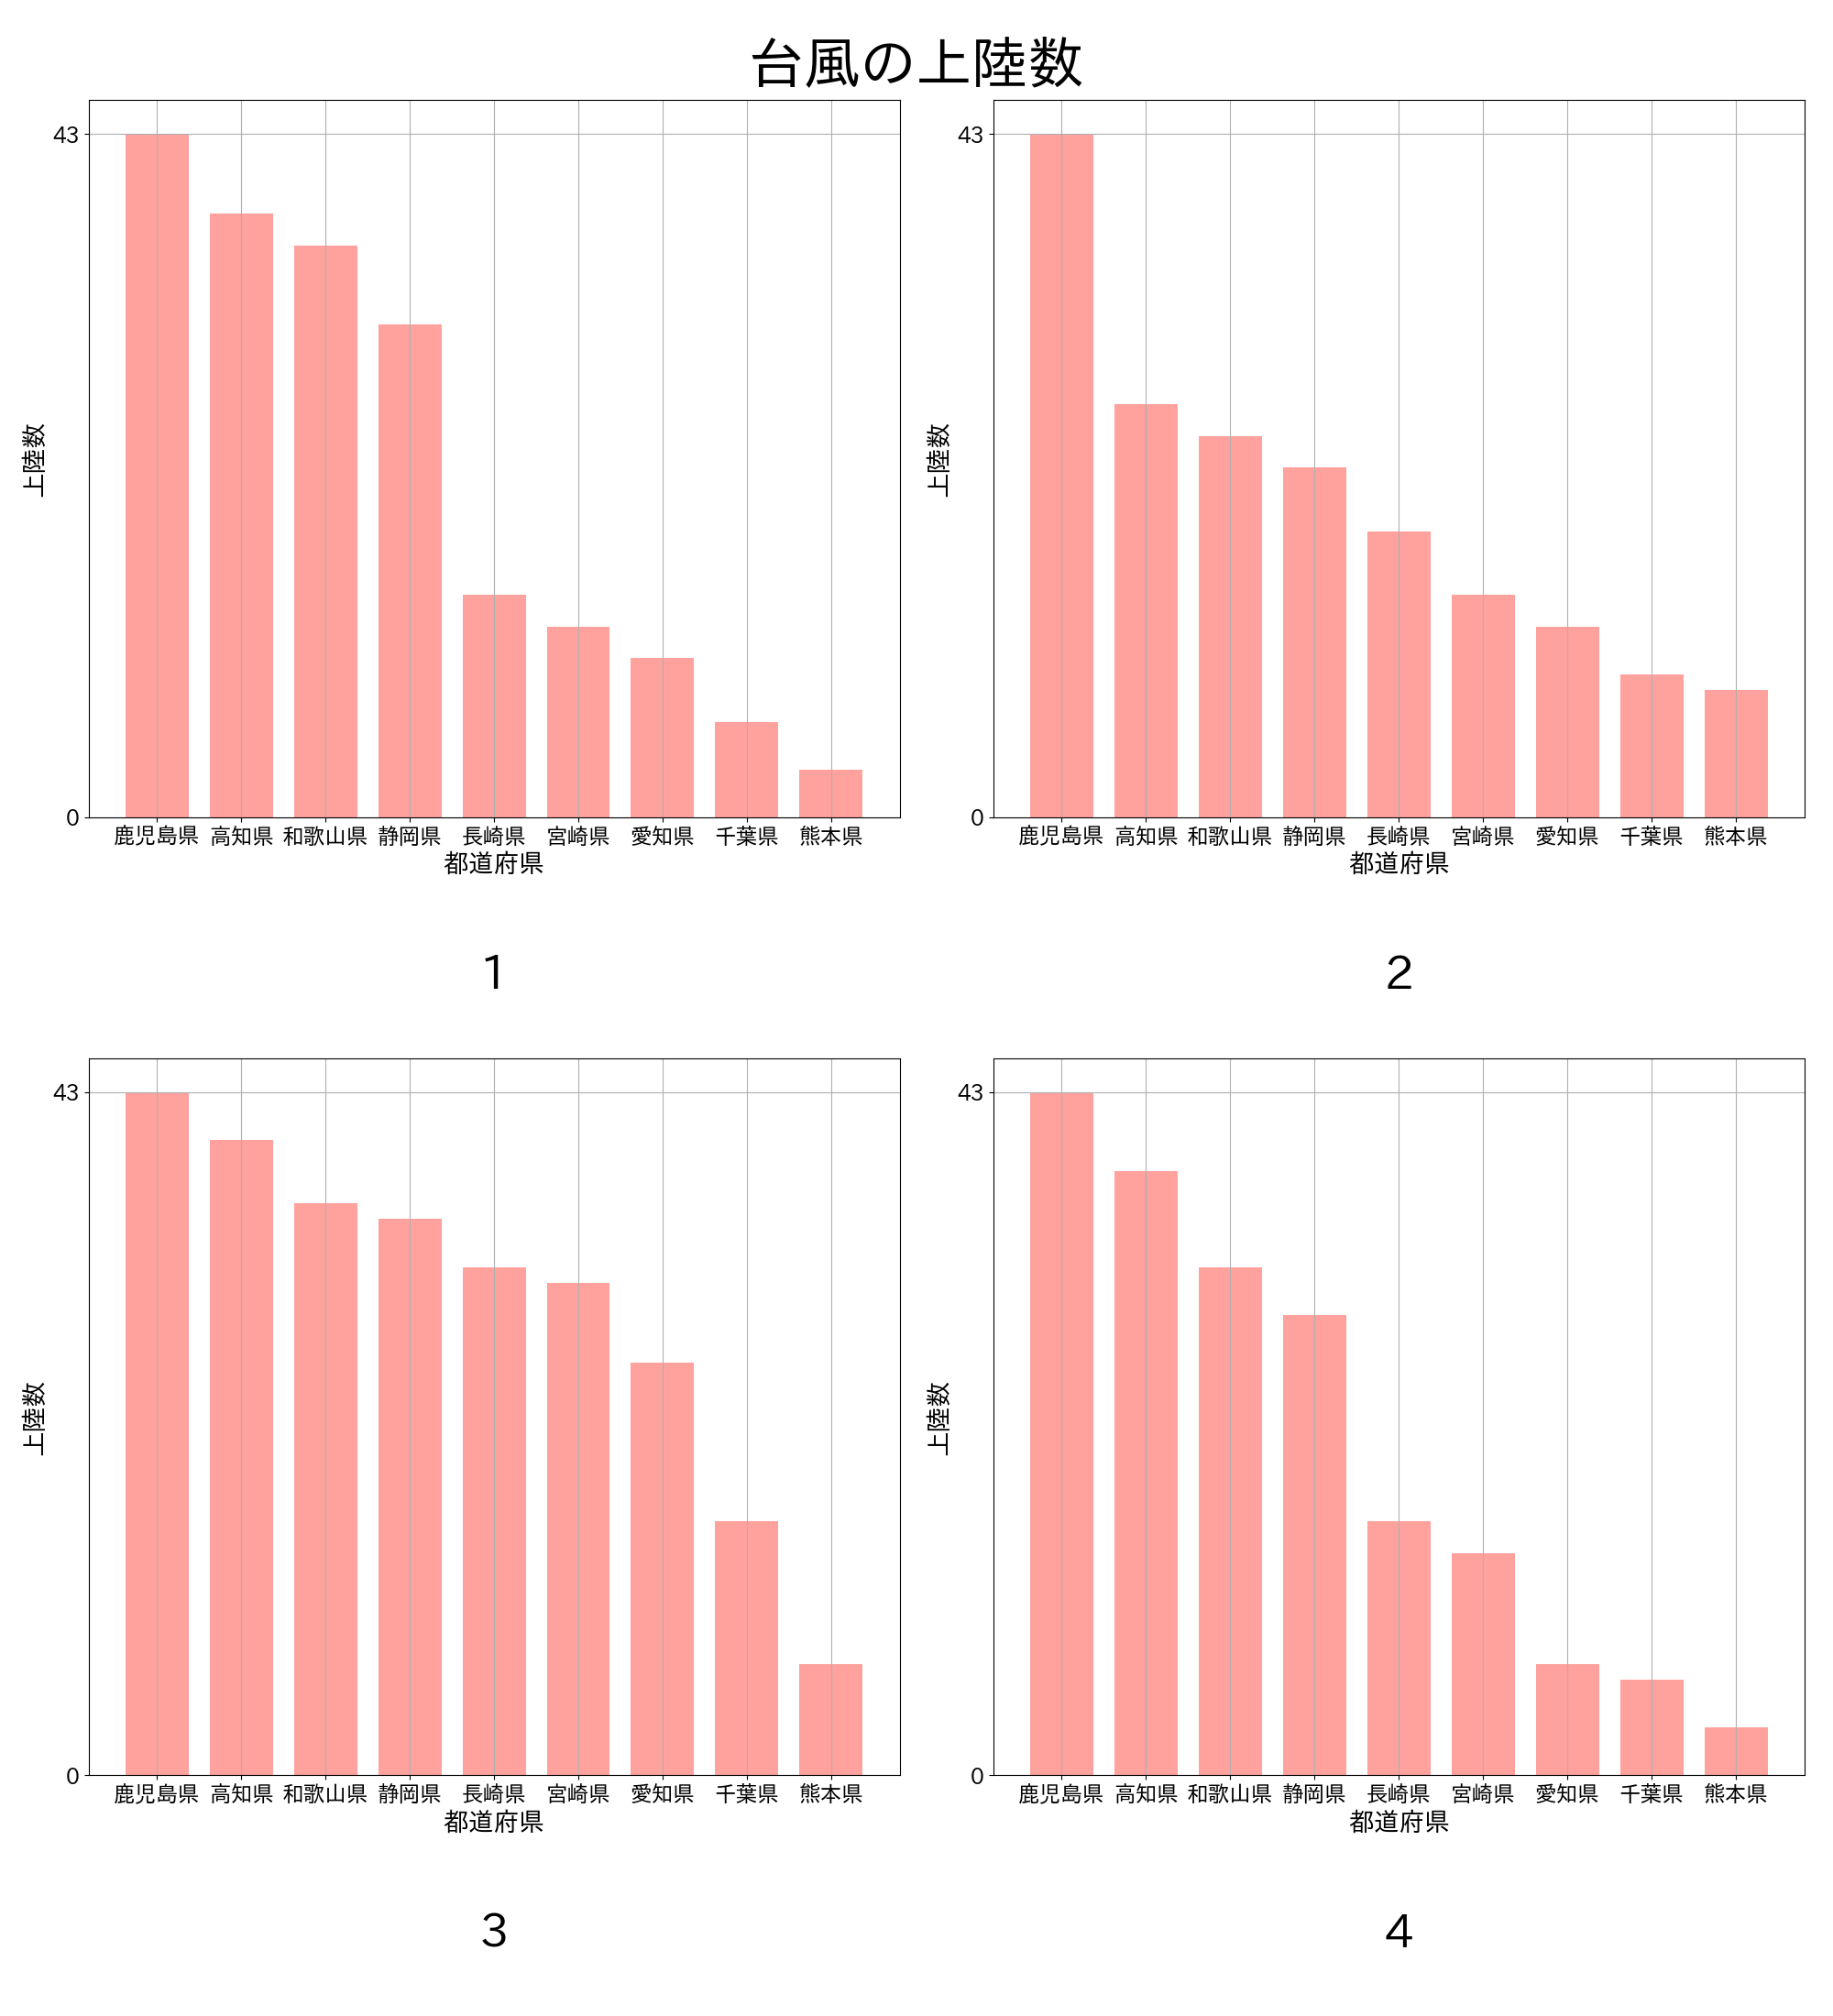 台風の上陸数
43
0
上陸数
鹿児島県 高知県 和歌山県 静岡県 長崎県 宮崎県 愛知県 千葉県 熊本県
都道府県
1
43
0
上陸数
鹿児島県 高知県 和歌山県 静岡県 長崎県 宮崎県 愛知県 千葉県 熊本県
都道府県
2
43
0
上陸数
鹿児島県 高知県 和歌山県 静岡県 長崎県 宮崎県 愛知県 千葉県 熊本県
都道府県
3
43
0
上陸数
鹿児島県 高知県 和歌山県 静岡県 長崎県 宮崎県 愛知県 千葉県 熊本県
都道府県
4